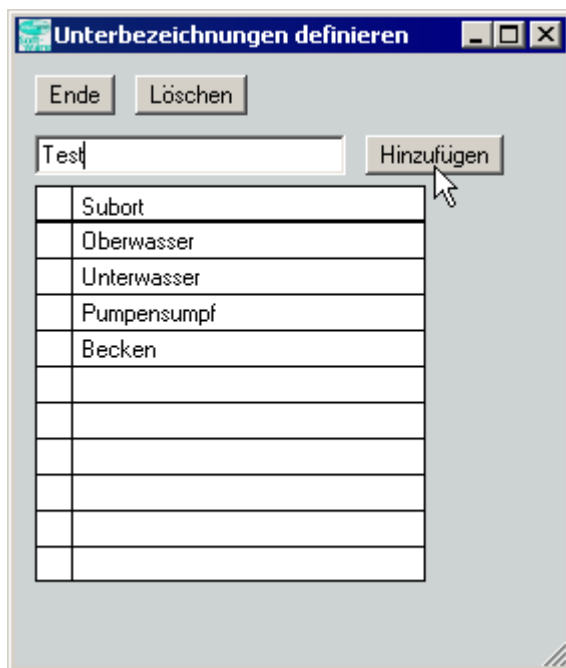 Unterbezeichnungen definieren
Ende Löschen
Test Hinzufügen
Subort
Oberwasser
Unterwasser
Pumpensumpf
Becken